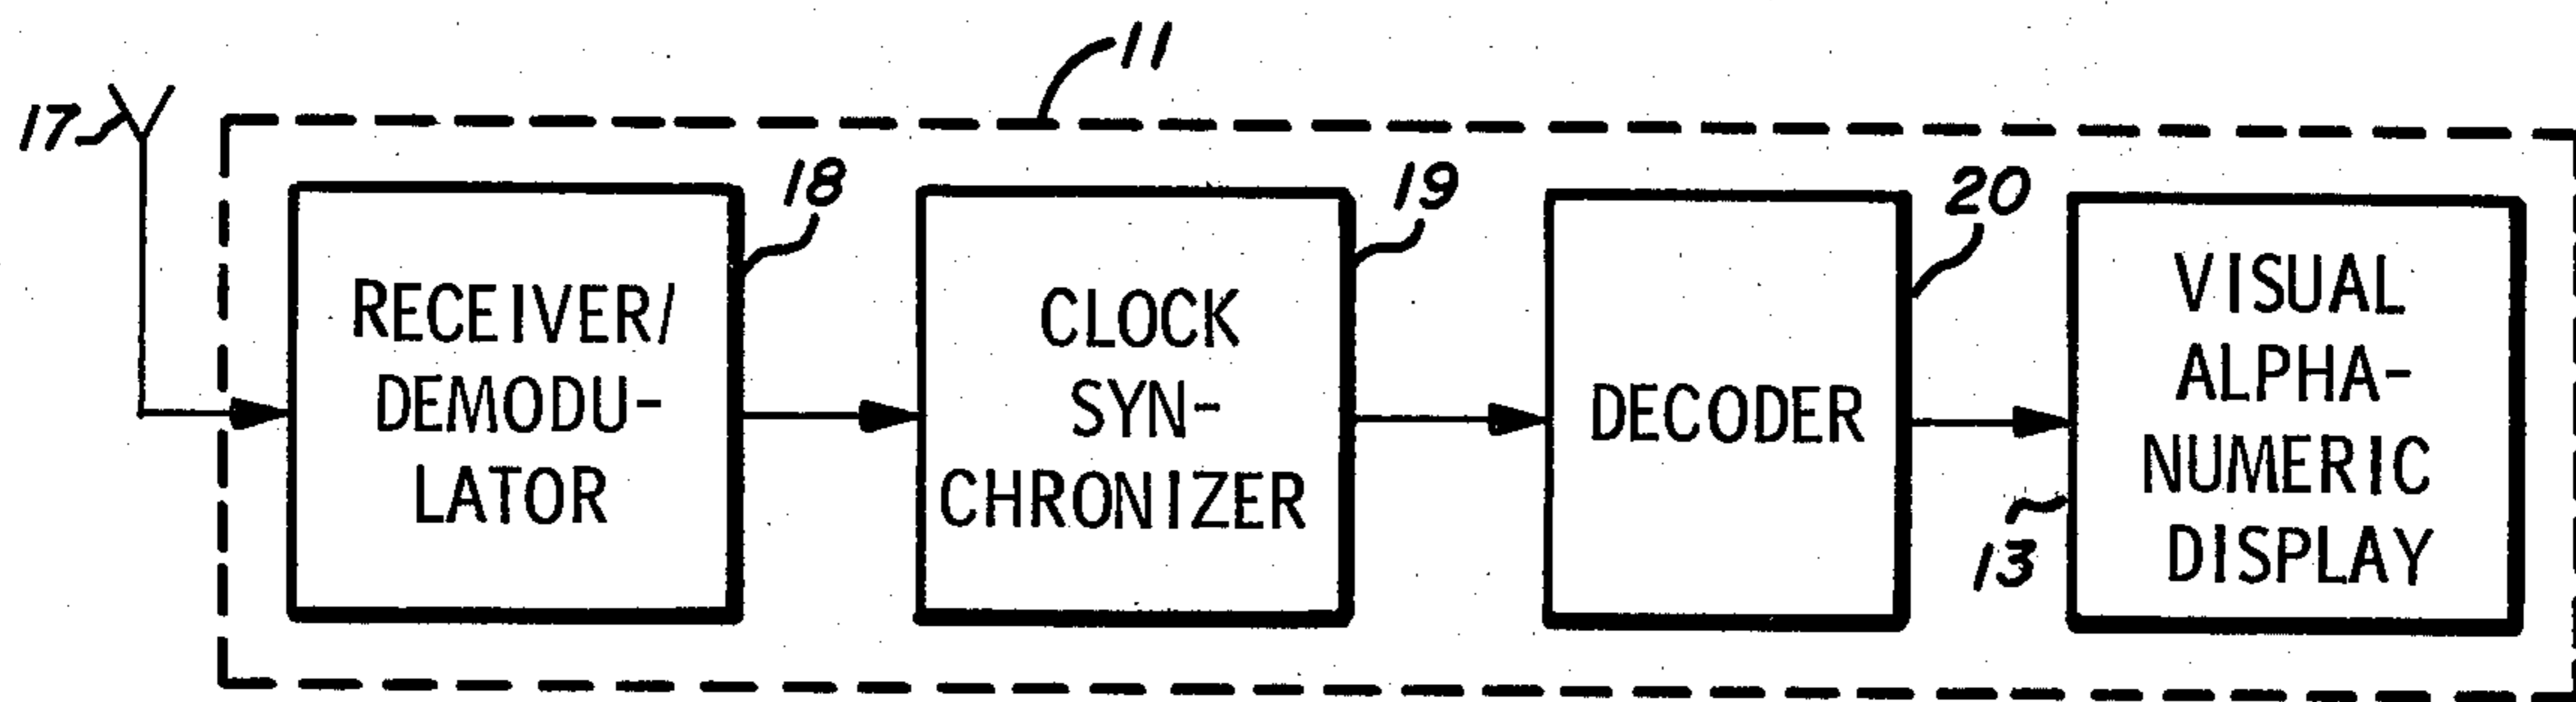 11
17
18
19
20
RECEIVER/
DEMODU-
LATOR
CLOCK
SYN-
CHRONIZER
DECODER
VISUAL
ALPHA-
NUMERIC
DISPLAY
13